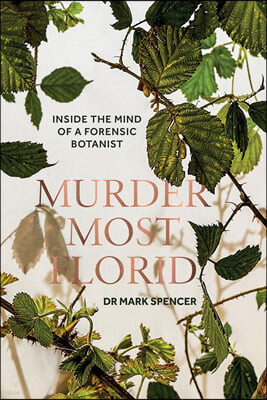 INSIDE THE MIND
OF A FORENSIC
BOTANIST
MURDER
MOST
FLORID
DR MARK SPENCER